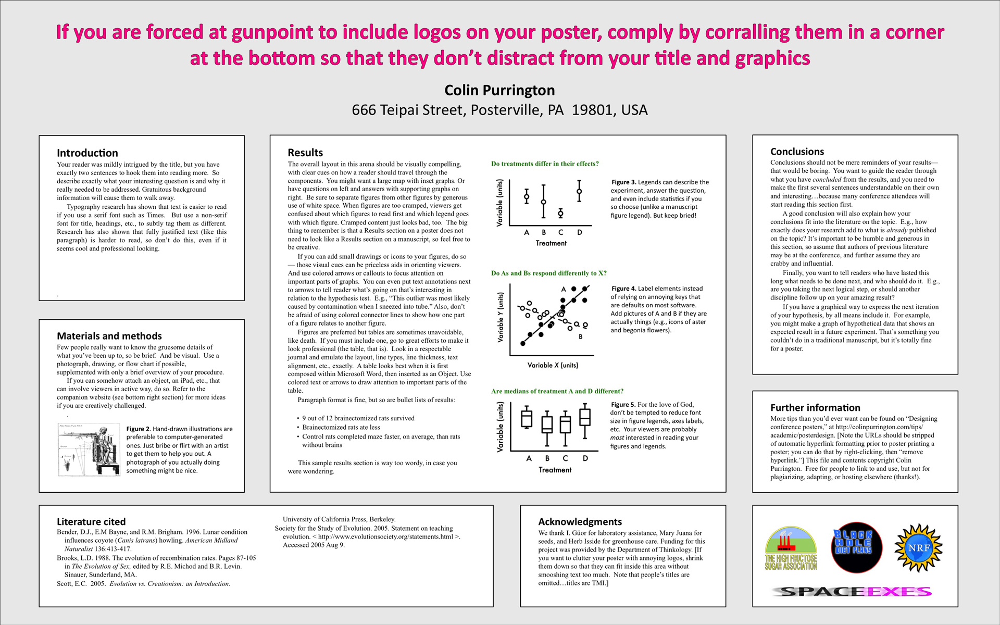 If you are forced at gunpoint to include logos on your poster, comply by corralling them in a corner
at the bottom so that they don't distract from your title and graphics
Colin Purrington
666 Teipai Street, Posterville, PA  19801, USA
Introduction
Your reader was mildly intrigued by the title, but you have
exactly two sentences to hook them into reading more.  So
describe exactly what your interesting question is and why it
really needed to be addressed. Gratuitous background
information will cause them to walk away.
Typography research has shown that text is easier to read
if you use a serif font such as Times.  But use a non-serif
font for title, headings, etc., to subtly tag them as different.
Research has also shown that fully justified text (like this
paragraph) is harder to read, so don't do this, even if it
seems cool and professional looking.
.
Materials and methods
Few people really want to know the gruesome details of
what you've been up to, so be brief.  And be visual.  Use a
photograph, drawing, or flow chart if possible,
supplemented with only a brief overview of your procedure.
If you can somehow attach an object, an iPad, etc., that
can involve viewers in active way, do so. Refer to the
companion website (see bottom right section) for more ideas
if you are creatively challenged.
.
Figure 2. Hand-drawn illustrations are
preferable to computer-generated
ones. Just bribe or flirt with an artist
to get them to help you out. A
photograph of you actually doing
something might be nice.
Results
The overall layout in this arena should be visually compelling,
with clear cues on how a reader should travel through the
components.  You might want a large map with inset graphs. Or
have questions on left and answers with supporting graphs on
right.  Be sure to separate figures from other figures by generous
use of white space. When figures are too cramped, viewers get
confused about which figures to read first and which legend goes
with which figure. Cramped content just looks bad, too.  The big
thing to remember is that a Results section on a poster does not
need to look like a Results section on a manuscript, so feel free to
be creative.
If you can add small drawings or icons to your figures, do so
— those visual cues can be priceless aids in orienting viewers.
And use colored arrows or callouts to focus attention on
important parts of graphs.  You can even put text annotations next
to arrows to tell reader what's going on that's interesting in
relation to the hypothesis test.  E.g., “This outlier was most likely
caused by contamination when I sneezed into tube.” Also, don't
be afraid of using colored connector lines to show how one part
of a figure relates to another figure.
Figures are preferred but tables are sometimes unavoidable,
like death.  If you must include one, go to great efforts to make it
look professional (the table, that is).  Look in a respectable
journal and emulate the layout, line types, line thickness, text
alignment, etc., exactly.  A table looks best when it is first
composed within Microsoft Word, then inserted as an Object. Use
colored text or arrows to draw attention to important parts of the
table.
Paragraph format is fine, but so are bullet lists of results:
• 9 out of 12 brainectomized rats survived
• Brainectomized rats ate less
• Control rats completed maze faster, on average, than rats
without brains
This sample results section is way too wordy, in case you
were wondering.
Do treatments differ in their effects?
Variable (units)
A B C D
Treatment
Figure 3. Legends can describe the
experiment, answer the question,
and even include statistics if you
so choose (unlike a manuscript
figure legend). But keep bried!
Do As and Bs respond differently to X?
Variable Y (units)
A
B
Variable X (units)
Figure 4. Label elements instead
of relying on annoying keys that
are defaults on most software.
Add pictures of A and B if they are
actually things (e.g., icons of aster
and begonia flowers).
Are medians of treatment A and D different?
Variable (units)
A B C D
Treatment
Figure 5. For the love of God,
don't be tempted to reduce font
size in figure legends, axes labels,
etc.  Your viewers are probably
most interested in reading your
figures and legends.
Conclusions
Conclusions should not be mere reminders of your results—
that would be boring.  You want to guide the reader through
what you have concluded from the results, and you need to
make the first several sentences understandable on their own
and interesting…because many conference attendees will
start reading this section first.
A good conclusion will also explain how your
conclusions fit into the literature on the topic.  E.g., how
exactly does your research add to what is already published
on the topic? It's important to be humble and generous in
this section, so assume that authors of previous literature
may be at the conference, and further assume they are
crabby and influential.
Finally, you want to tell readers who have lasted this
long what needs to be done next, and who should do it.  E.g.,
are you taking the next logical step, or should another
discipline follow up on your amazing result?
If you have a graphical way to express the next iteration
of your hypothesis, by all means include it.  For example,
you might make a graph of hypothetical data that shows an
expected result in a future experiment. That's something you
couldn't do in a traditional manuscript, but it's totally fine
for a poster.
Further information
More tips than you'd ever want can be found on “Designing
conference posters,” at http://colinpurrington.com/tips/
academic/posterdesign. [Note the URLs should be stripped
of automatic hyperlink formatting prior to poster printing a
poster; you can do that by right-clicking, then “remove
hyperlink.”] This file and contents copyright Colin
Purrington.  Free for people to link to and use, but not for
plagiarizing, adapting, or hosting elsewhere (thanks!).
Literature cited
Bender, D.J., E.M Bayne, and R.M. Brigham. 1996. Lunar condition
influences coyote (Canis latrans) howling. American Midland
Naturalist 136:413-417.
Brooks, L.D. 1988. The evolution of recombination rates. Pages 87-105
in The Evolution of Sex, edited by R.E. Michod and B.R. Levin.
Sinauer, Sunderland, MA.
Scott, E.C.  2005.  Evolution vs. Creationism: an Introduction.
University of California Press, Berkeley.
Society for the Study of Evolution. 2005. Statement on teaching
evolution. < http://www.evolutionsociety.org/statements.html >.
Accessed 2005 Aug 9.
Acknowledgments
We thank I. Güor for laboratory assistance, Mary Juana for
seeds, and Herb Isside for greenhouse care. Funding for this
project was provided by the Department of Thinkology. [If
you want to clutter your poster with annoying logos, shrink
them down so that they can fit inside this area without
smooshing text too much.  Note that people's titles are
omitted…titles are TMI.]
THE HIGH FRUCTOSE
SUGAR ASSOCIATION
BLACK
HOLE
DIET PLANS
NRF
SPACEEXES